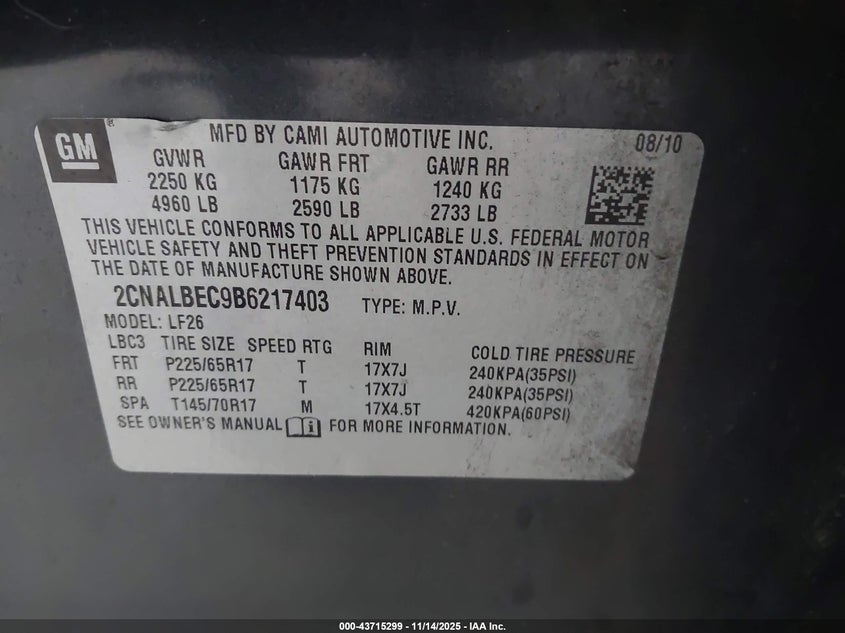 GM ®
MFD BY CAMI AUTOMOTIVE INC. 08/10
GVWR GAWR FRT GAWR RR
2250 KG 1175 KG 1240 KG
4960 LB 2590 LB 2733 LB
THIS VEHICLE CONFORMS TO ALL APPLICABLE U.S. FEDERAL MOTOR
VEHICLE SAFETY AND THEFT PREVENTION STANDARDS IN EFFECT ON
THE DATE OF MANUFACTURE SHOWN ABOVE.
2CNALBEC9B6217403 TYPE: M.P.V.
MODEL: LF26
LBC3 TIRE SIZE SPEED RTG RIM COLD TIRE PRESSURE
FRT P225/65R17 T 17X7J 240KPA(35PSI)
RR P225/65R17 T 17X7J 240KPA(35PSI)
SPA T145/70R17 M 17X4.5T 420KPA(60PSI)
SEE OWNER'S MANUAL i FOR MORE INFORMATION.
000-43715299 - 11/14/2025 - IAA Inc.